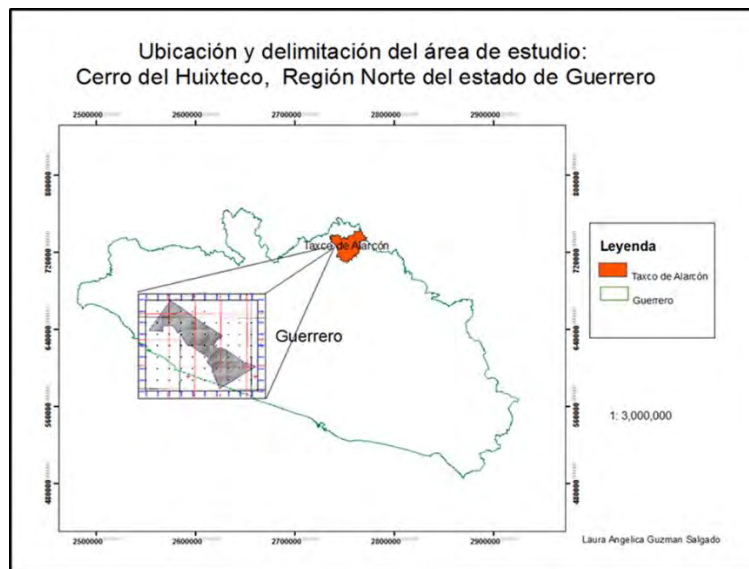 Ubicación y delimitación del área de estudio:
Cerro del Huixteco, Región Norte del estado de Guerrero
2500000 2600000 2700000 2800000 2900000
800000
720000
640000
560000
480000
Taxco de Alarcón
Guerrero
Leyenda
Taxco de Alarcón
Guerrero
1: 3,000,000
800000
720000
640000
560000
480000
2500000 2600000 2700000 2800000 2900000
Laura Angelica Guzman Salgado